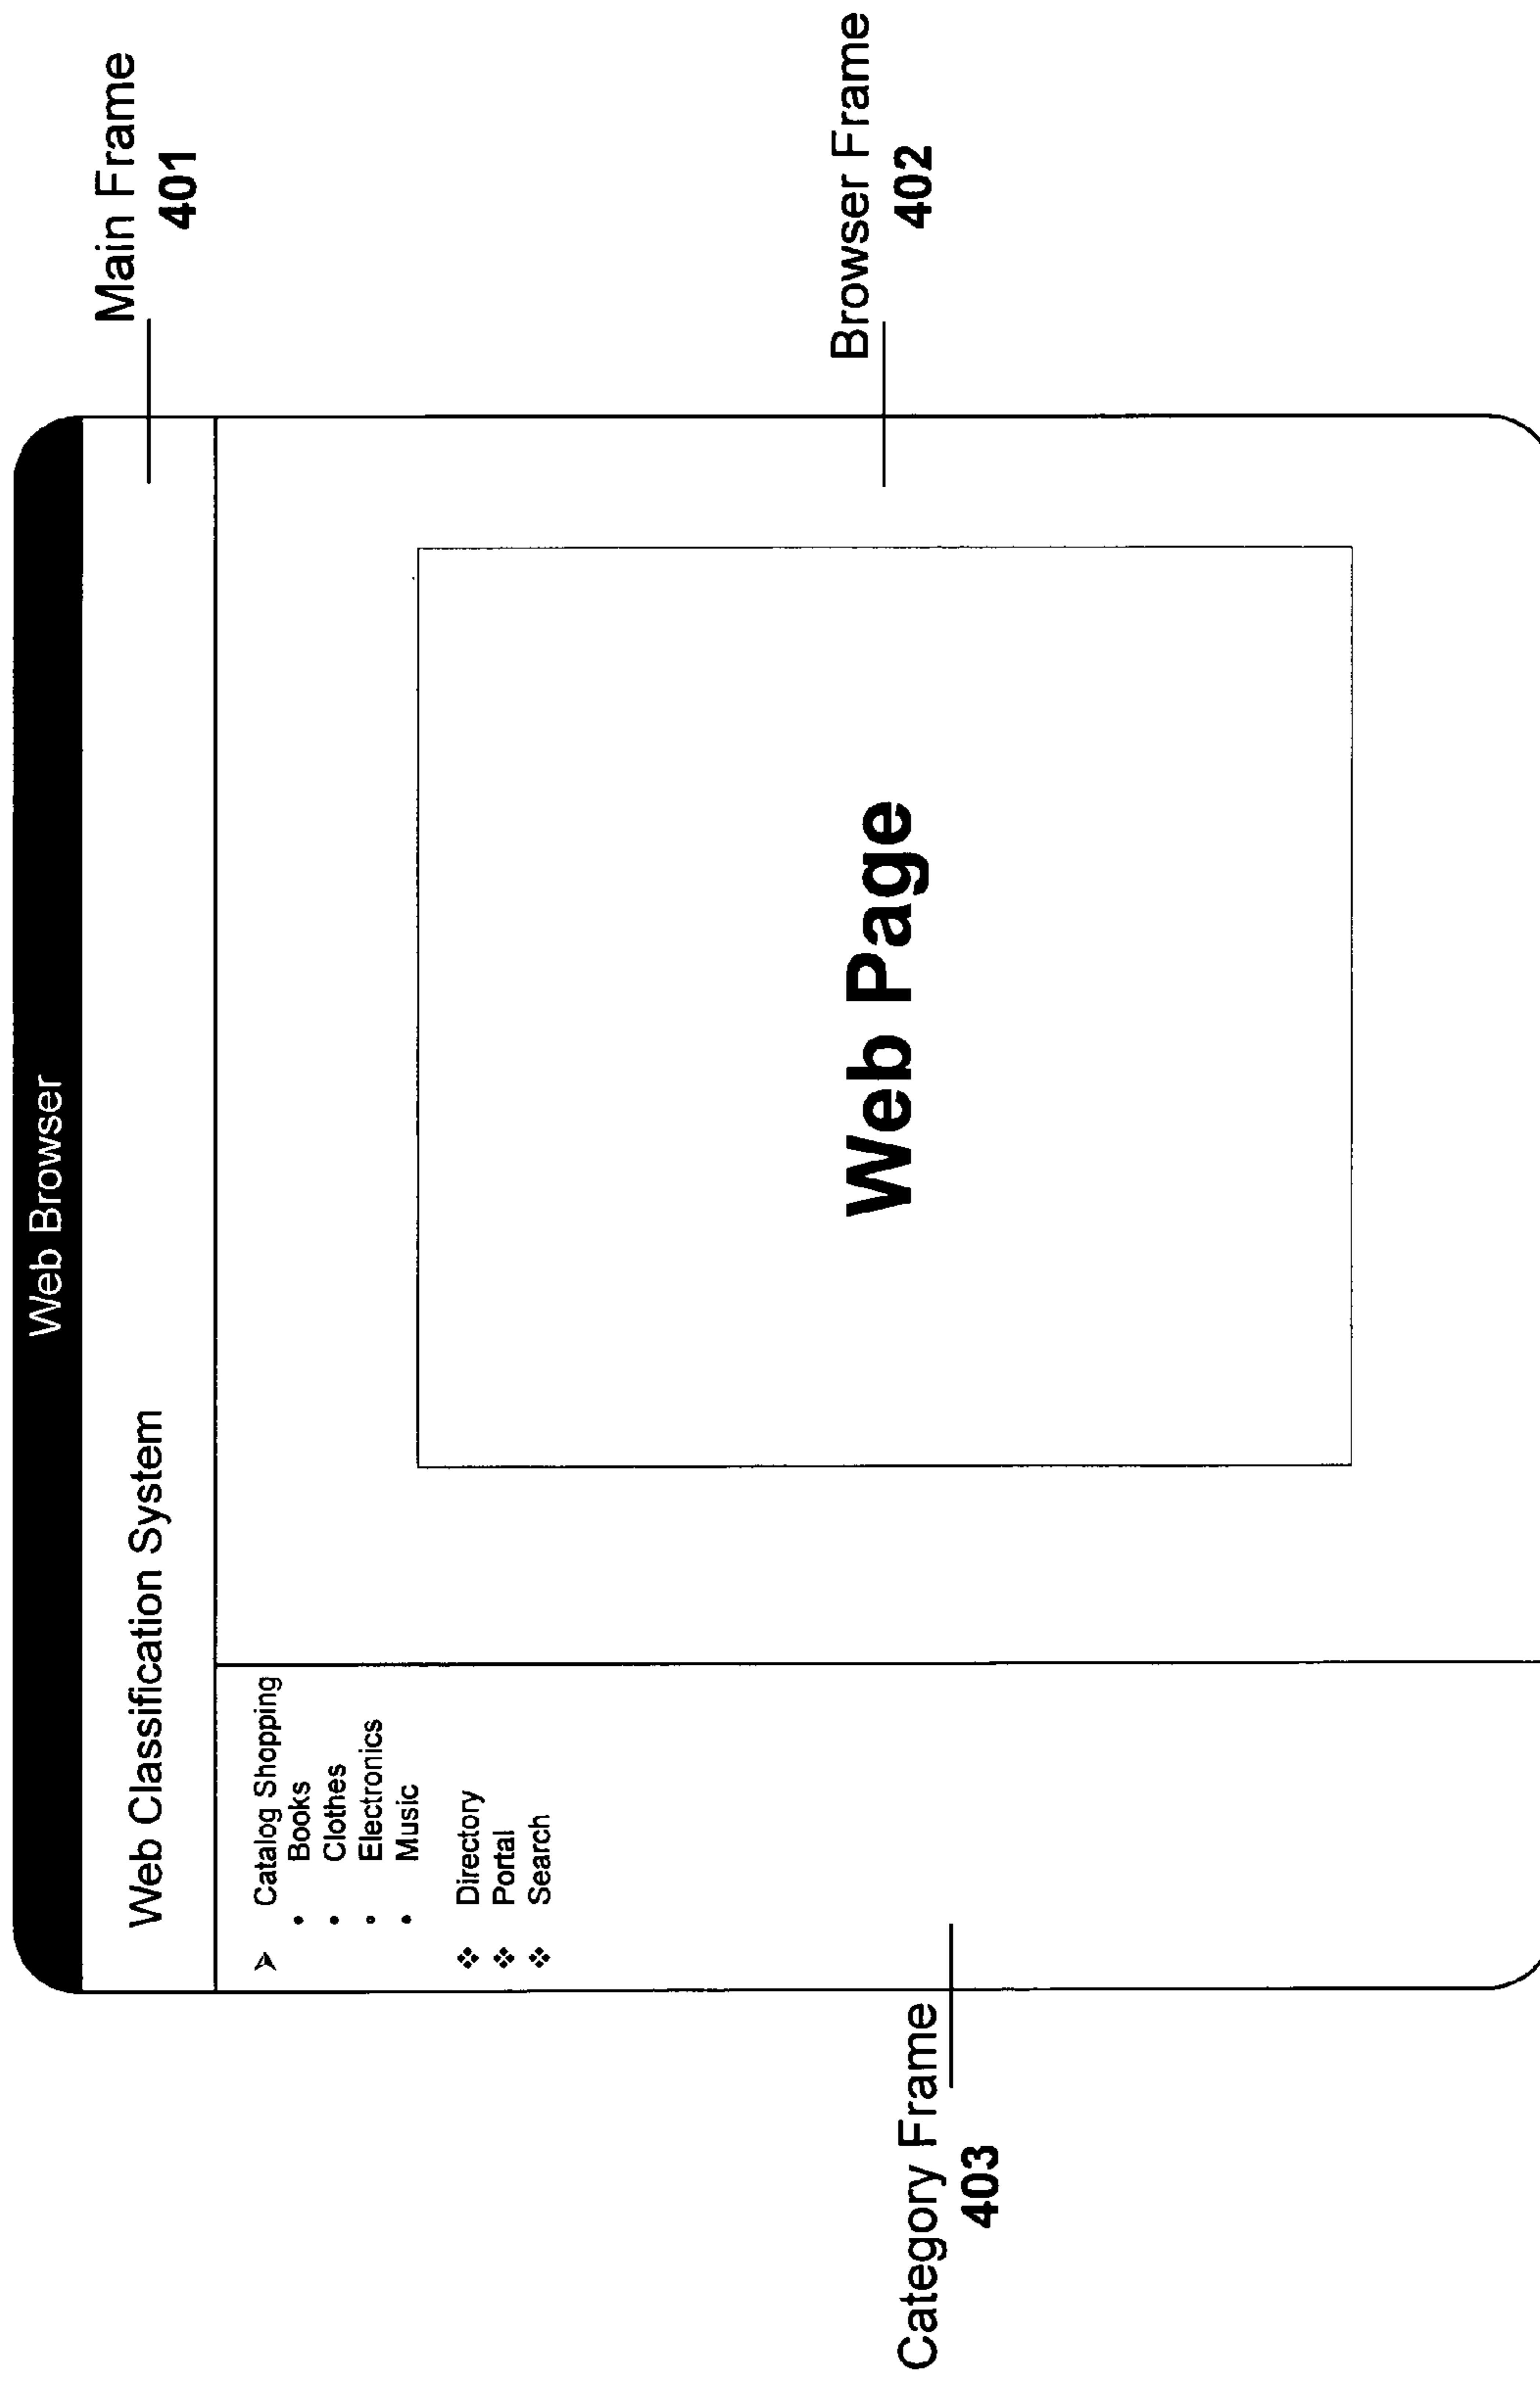 Web Browser
Main Frame
401
Web Classification System
Catalog Shopping
Books
Clothes
Electronics
Music
Directory
Portal
Search
Web Page
Browser Frame
402
Category Frame
403